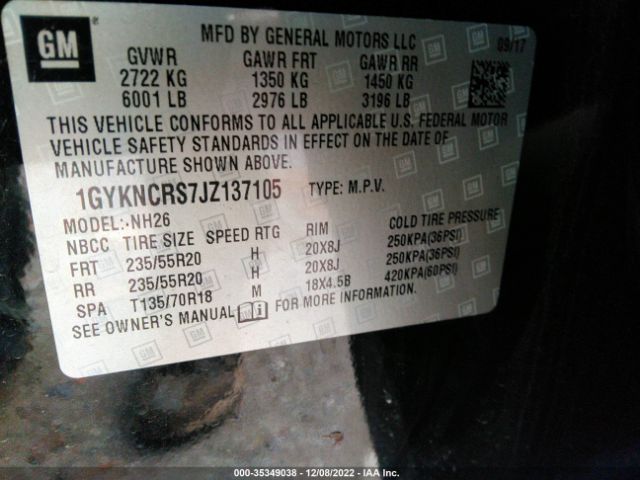 GM
MFD BY GENERAL MOTORS LLC
09/17
GVWR GAWR FRT GAWR RR
2722 KG 1350 KG 1450 KG
6001 LB 2976 LB 3196 LB
THIS VEHICLE CONFORMS TO ALL APPLICABLE U.S. FEDERAL MOTOR
VEHICLE SAFETY STANDARDS IN EFFECT ON THE DATE OF
MANUFACTURE SHOWN ABOVE.
1GYKNCRS7JZ137105 TYPE: M.P.V.
MODEL:-NH26
NBCC TIRE SIZE SPEED RTG RIM COLD TIRE PRESSURE
FRT 235/55R20 H 20X8J 250KPA(36PSI)
RR 235/55R20 H 20X8J 250KPA(36PSI)
SPA T135/70R18 M 18X4.5B 420KPA(60PSI)
SEE OWNER'S MANUAL FOR MORE INFORMATION.
000-35349038 - 12/08/2022 - IAA Inc.